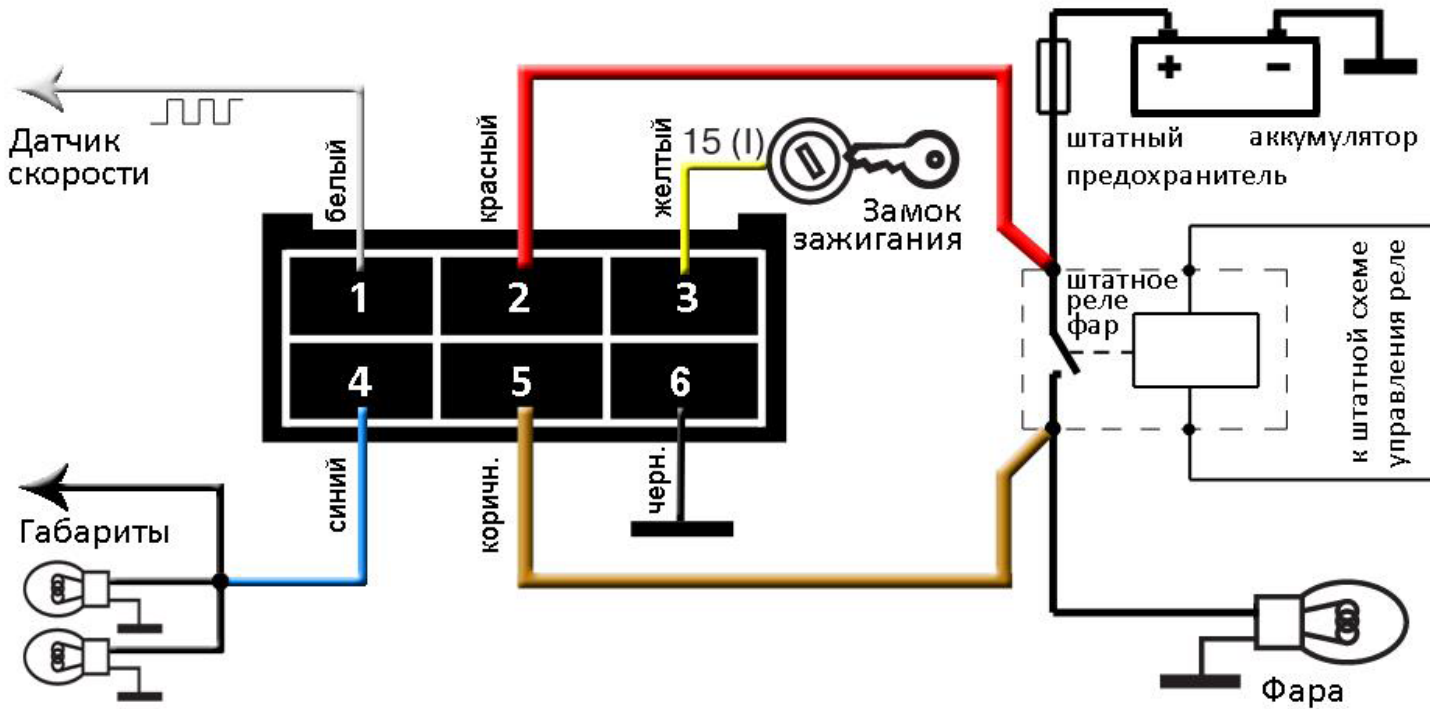 Датчик
скорости
белый
красный
желтый
15 (I)
Замок
зажигания
+
−
штатный
предохранитель
аккумулятор
1
2
3
4
5
6
штатное
реле
фар
к штатной схеме
управления реле
Габариты
синий
коричн.
черн.
Фара